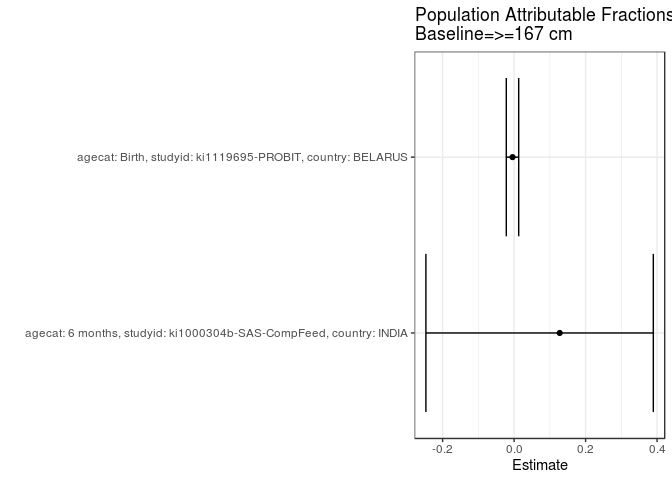 Population Attributable Fractions
Baseline=>=167 cm
agecat: Birth, studyid: ki1119695-PROBIT, country: BELARUS
agecat: 6 months, studyid: ki1000304b-SAS-CompFeed, country: INDIA
-0.2 0.0 0.2 0.4
Estimate